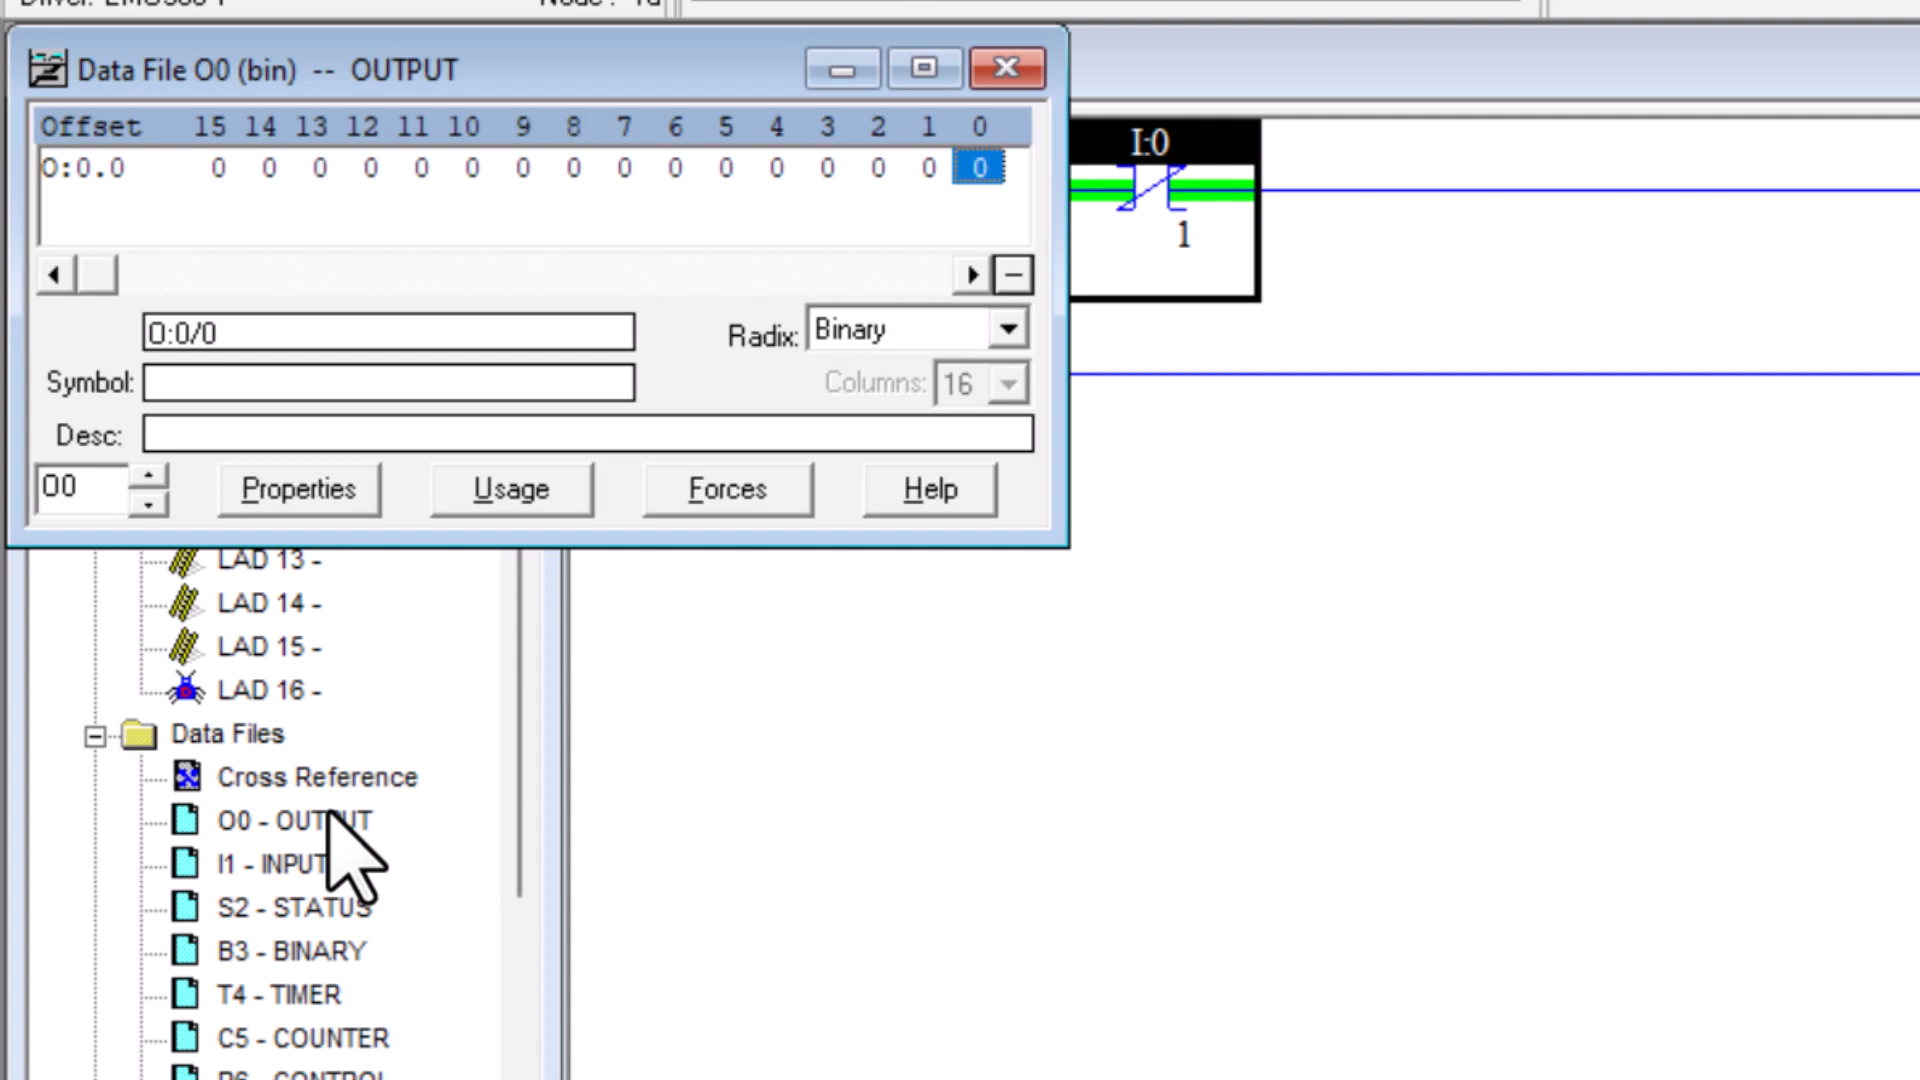 Data File O0 (bin)  --  OUTPUT
Offset 15 14 13 12 11 10 9 8 7 6 5 4 3 2 1 0
O:0.0 0 0 0 0 0 0 0 0 0 0 0 0 0 0 0 0
I:0
1
O:0/0
Radix: Binary
Symbol:
Columns: 16
Desc:
O0
Properties
Usage
Forces
Help
LAD 13 -
LAD 14 -
LAD 15 -
LAD 16 -
Data Files
Cross Reference
O0 - OUTPUT
I1 - INPUT
S2 - STATUS
B3 - BINARY
T4 - TIMER
C5 - COUNTER